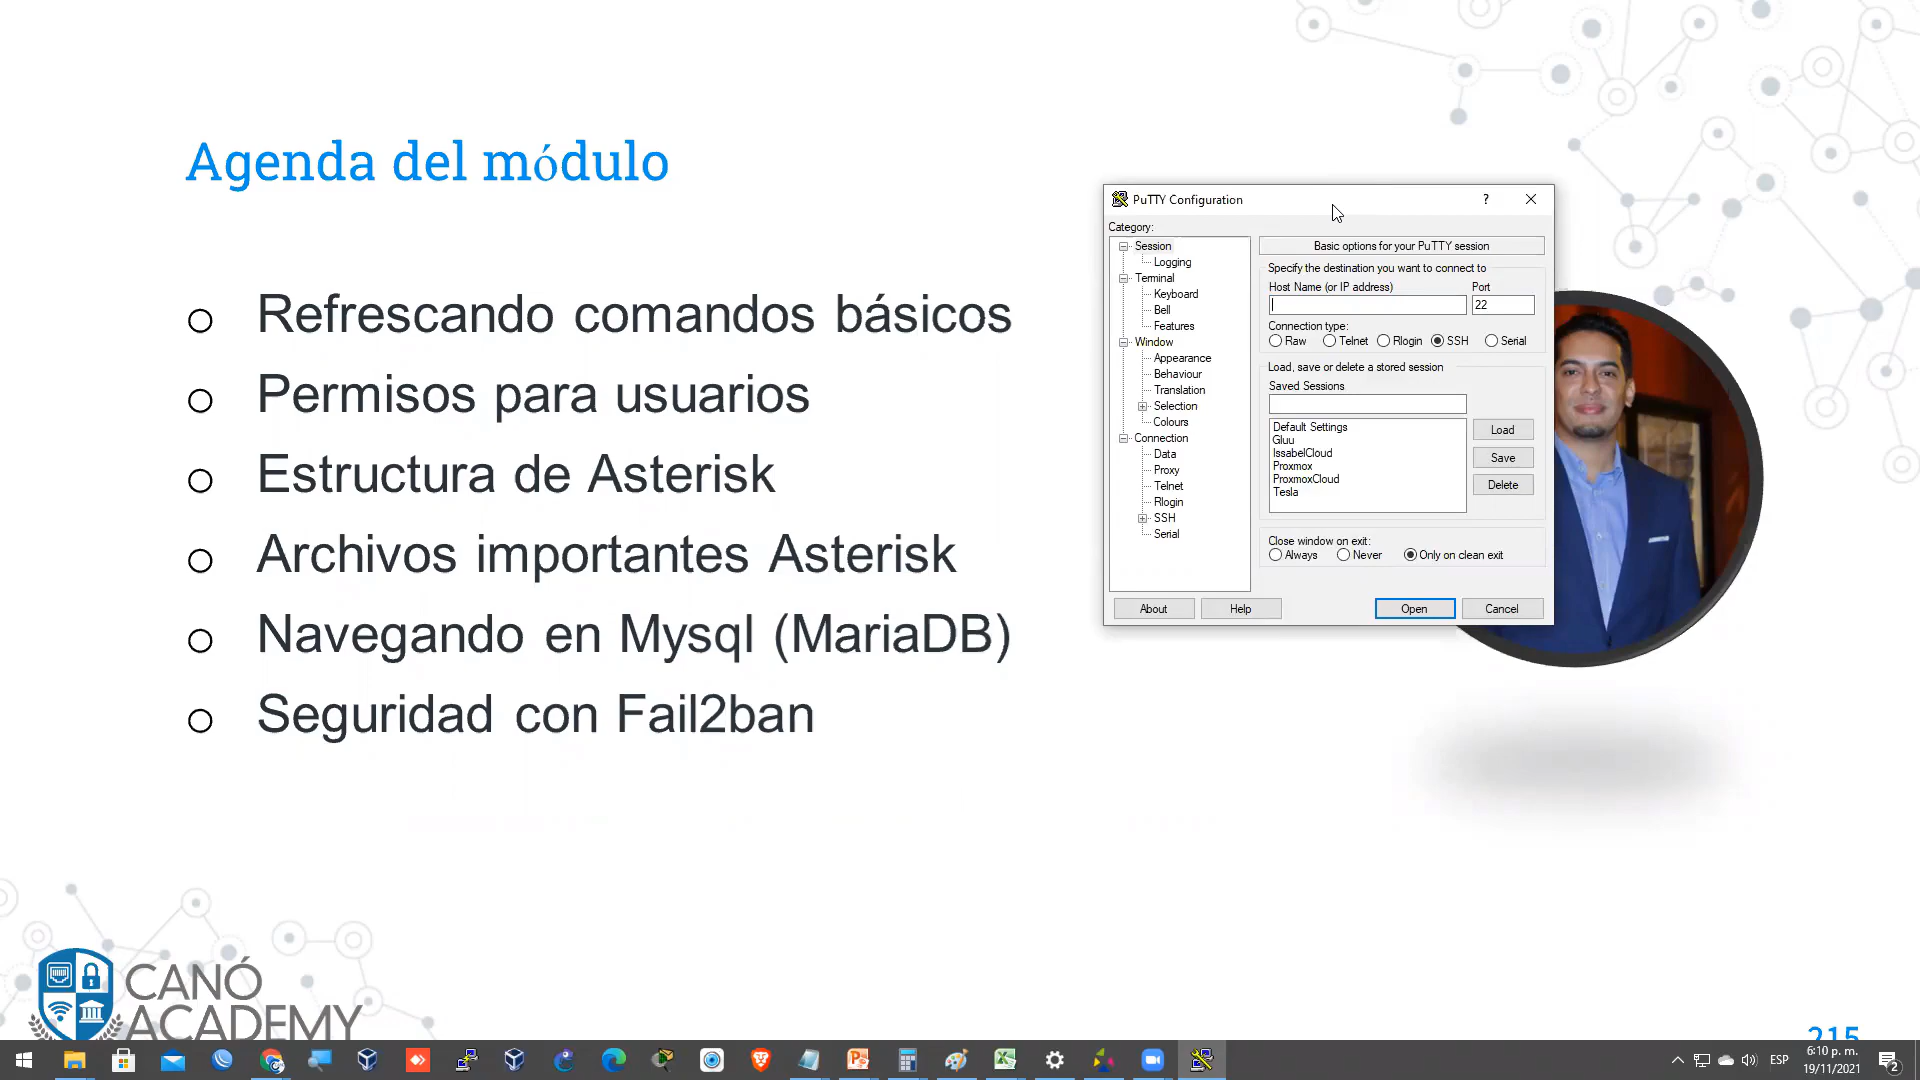 Agenda del módulo
Refrescando comandos básicos
Permisos para usuarios
Estructura de Asterisk
Archivos importantes Asterisk
Navegando en Mysql (MariaDB)
Seguridad con Fail2ban
PuTTY Configuration
?
Category:
Session
Logging
Terminal
Keyboard
Bell
Features
Window
Appearance
Behaviour
Translation
Selection
Colours
Connection
Data
Proxy
Telnet
Rlogin
SSH
Serial
Basic options for your PuTTY session
Specify the destination you want to connect to
Host Name (or IP address) Port
22
Connection type:
Raw Telnet Rlogin SSH Serial
Load, save or delete a stored session
Saved Sessions
Default Settings
Gluu
IssabelCloud
Proxmox
ProxmoxCloud
Tesla
Load
Save
Delete
Close window on exit:
Always Never Only on clean exit
About Help Open Cancel
CANÓ
ACADEMY
215
ESP
6:10 p. m.
19/11/2021
2